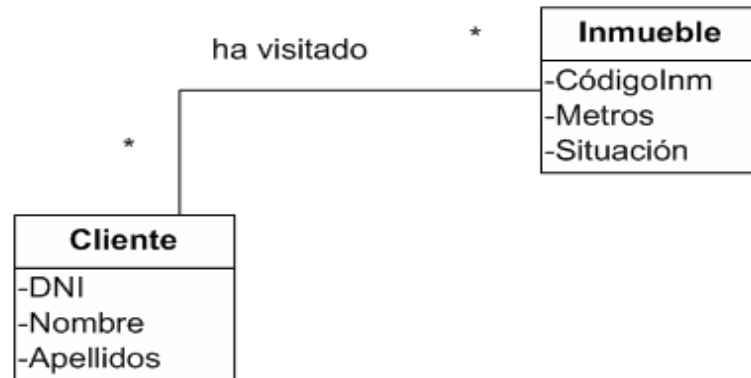 ha visitado
*
Inmueble
-CódigoInm
-Metros
-Situación
*
Cliente
-DNI
-Nombre
-Apellidos